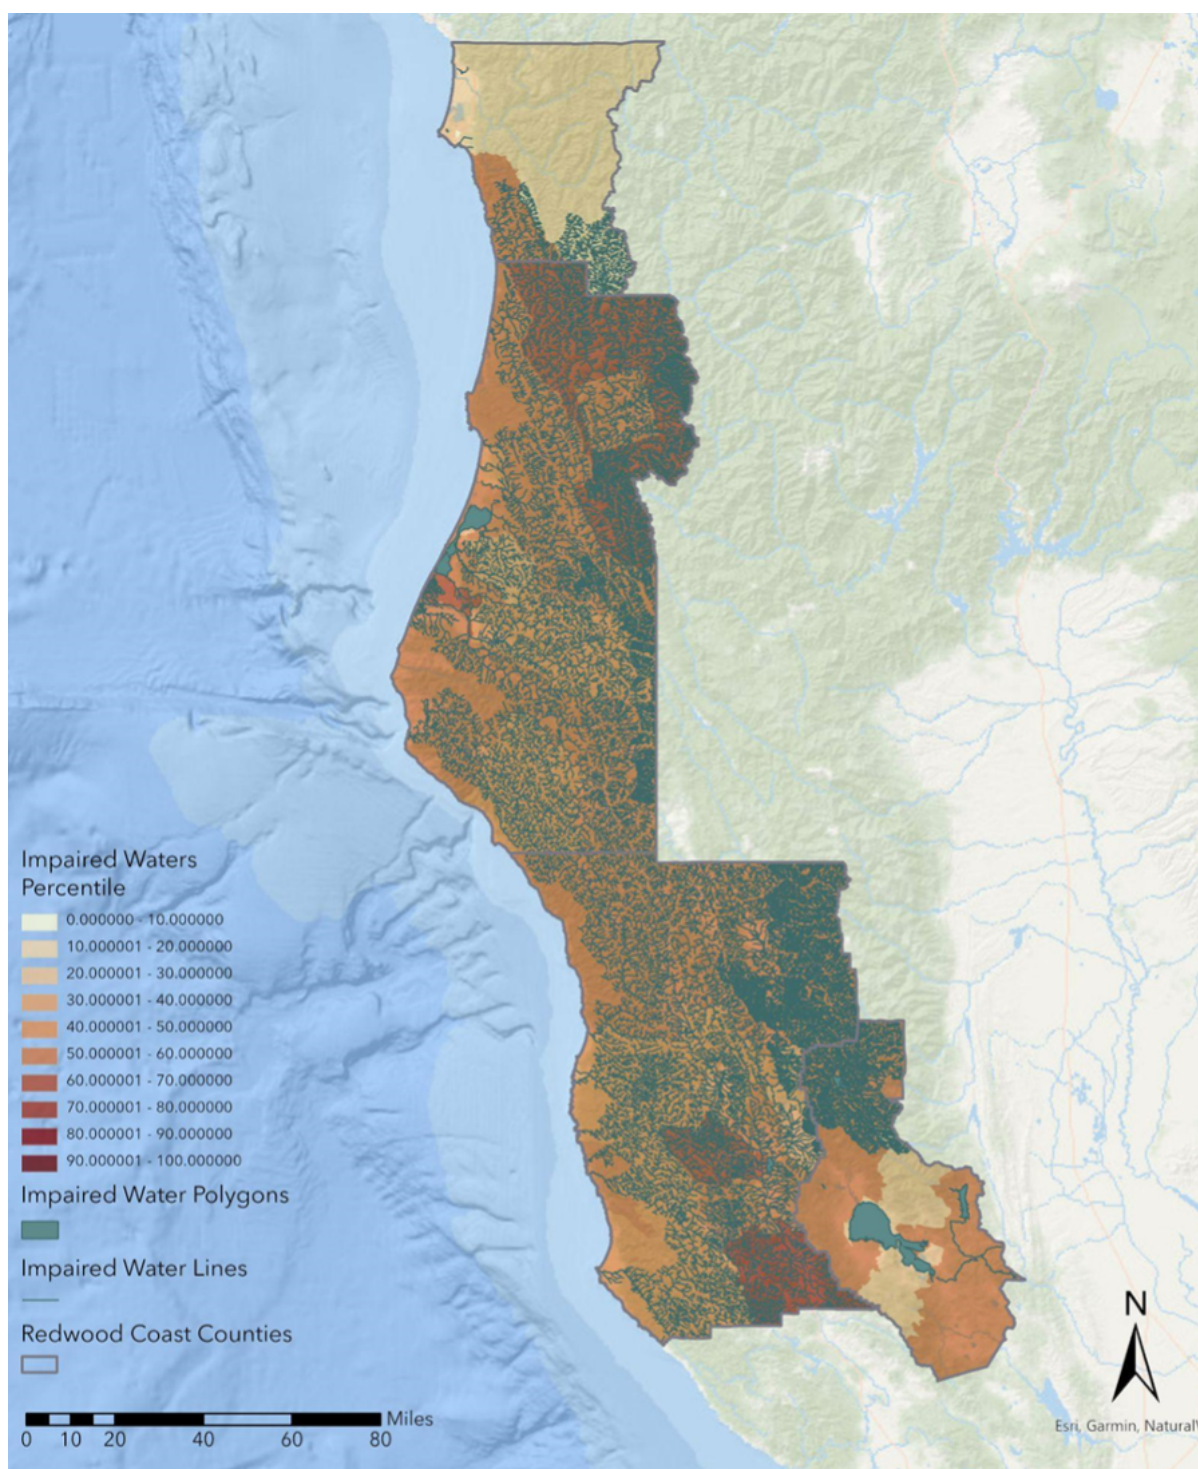 Impaired Waters
Percentile
0.000000 - 10.000000
10.000001 - 20.000000
20.000001 - 30.000000
30.000001 - 40.000000
40.000001 - 50.000000
50.000001 - 60.000000
60.000001 - 70.000000
70.000001 - 80.000000
80.000001 - 90.000000
90.000001 - 100.000000
Impaired Water Polygons
Impaired Water Lines
Redwood Coast Counties
N
Miles
0 10 20 40 60 80
Esri, Garmin, Natural